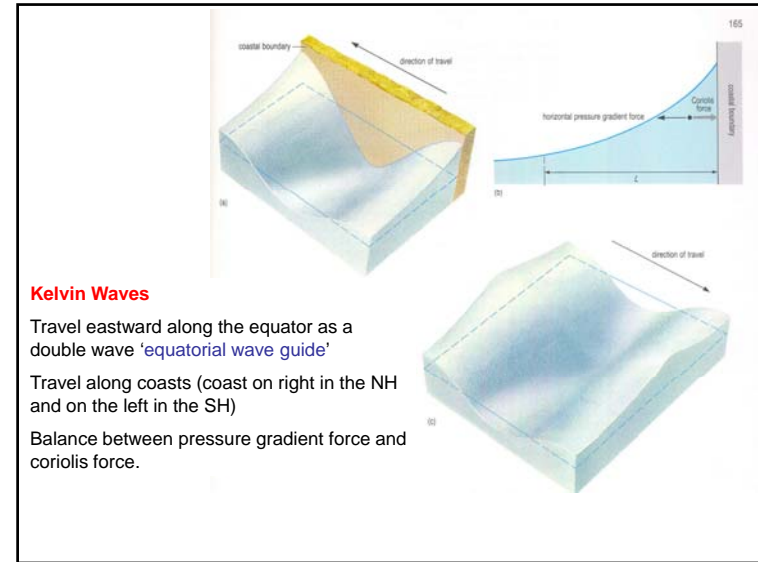 165
coastal boundary
direction of travel
(a)
horizontal pressure gradient force
Coriolis
force
coastal boundary
L
(b)
direction of travel
(c)
Kelvin Waves
Travel eastward along the equator as a
double wave ‘equatorial wave guide’
Travel along coasts (coast on right in the NH
and on the left in the SH)
Balance between pressure gradient force and
coriolis force.